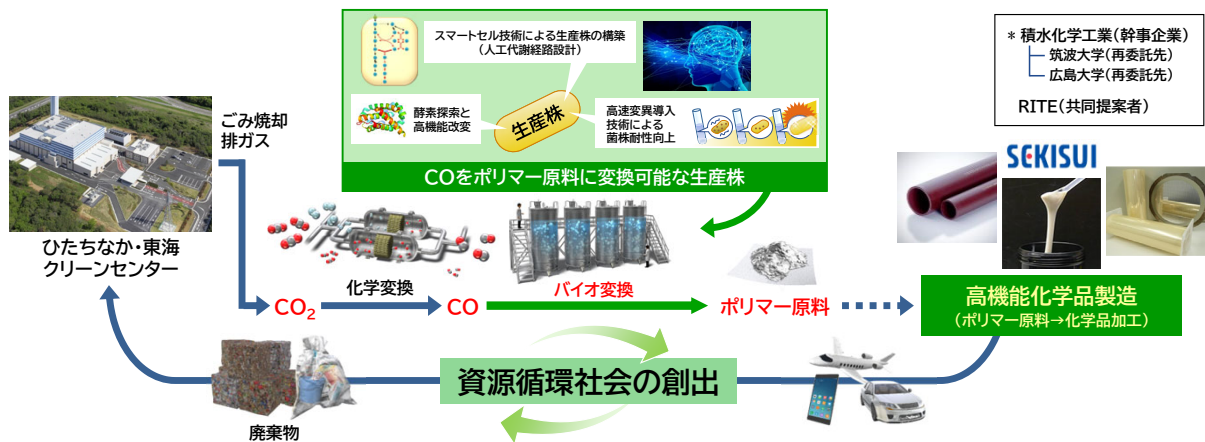 スマートセル技術による生産株の構築
(人工代謝経路設計)
酵素探索と
高機能改変
生産株
高速変異導入
技術による
菌株耐性向上
COをポリマー原料に変換可能な生産株
*積水化学工業(幹事企業)
筑波大学(再委託先)
広島大学(再委託先)
RITE(共同提案者)
SEKISUI
ごみ焼却
排ガス
ひたちなか・東海
クリーンセンター
CO₂
化学変換
CO
バイオ変換
ポリマー原料
高機能化学品製造
(ポリマー原料→化学品加工)
資源循環社会の創出
廃棄物